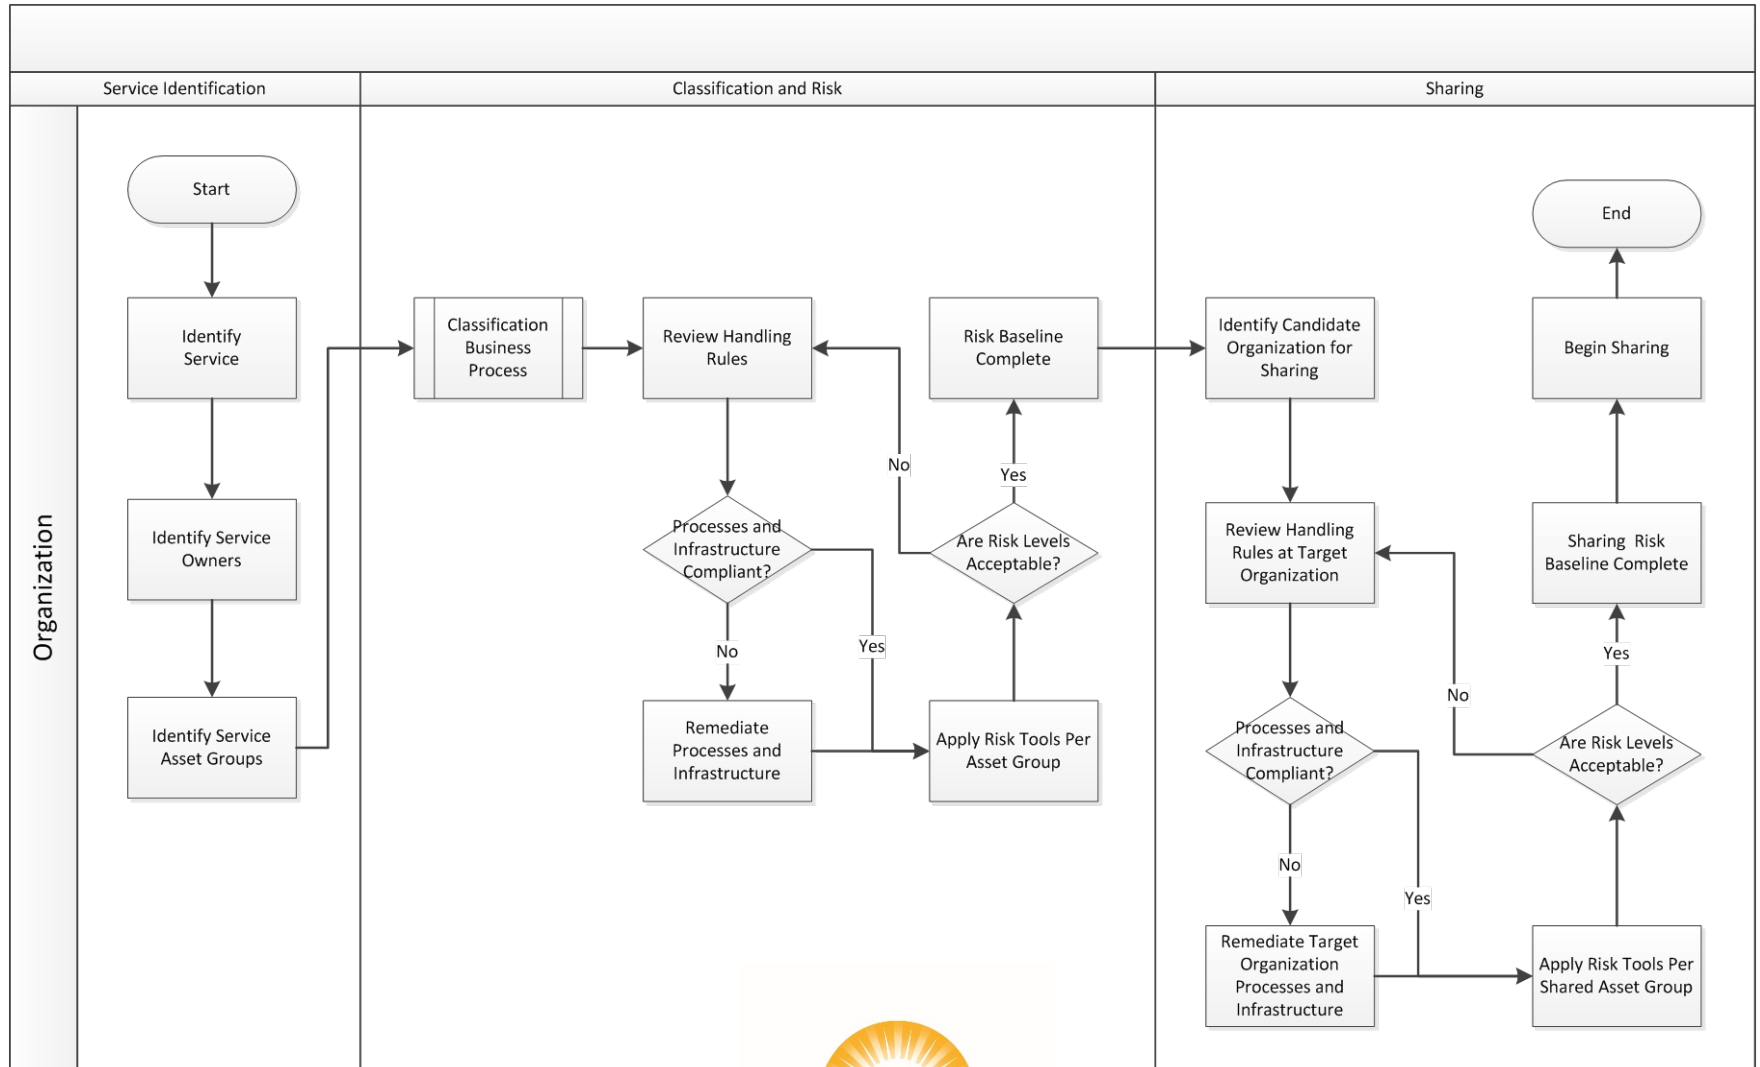 Service Identification
Classification and Risk
Sharing
Organization
Start
Identify
Service
Identify Service
Owners
Identify Service
Asset Groups
Classification
Business
Process
Review Handling
Rules
Processes and
Infrastructure
Compliant?
No
Yes
Remediate
Processes and
Infrastructure
Apply Risk Tools Per
Asset Group
Are Risk Levels
Acceptable?
No
Yes
Risk Baseline
Complete
Identify Candidate
Organization for
Sharing
Review Handling
Rules at Target
Organization
Processes and
Infrastructure
Compliant?
No
Yes
Remediate Target
Organization
Processes and
Infrastructure
Apply Risk Tools Per
Shared Asset Group
Are Risk Levels
Acceptable?
No
Yes
Sharing Risk
Baseline Complete
Begin Sharing
End